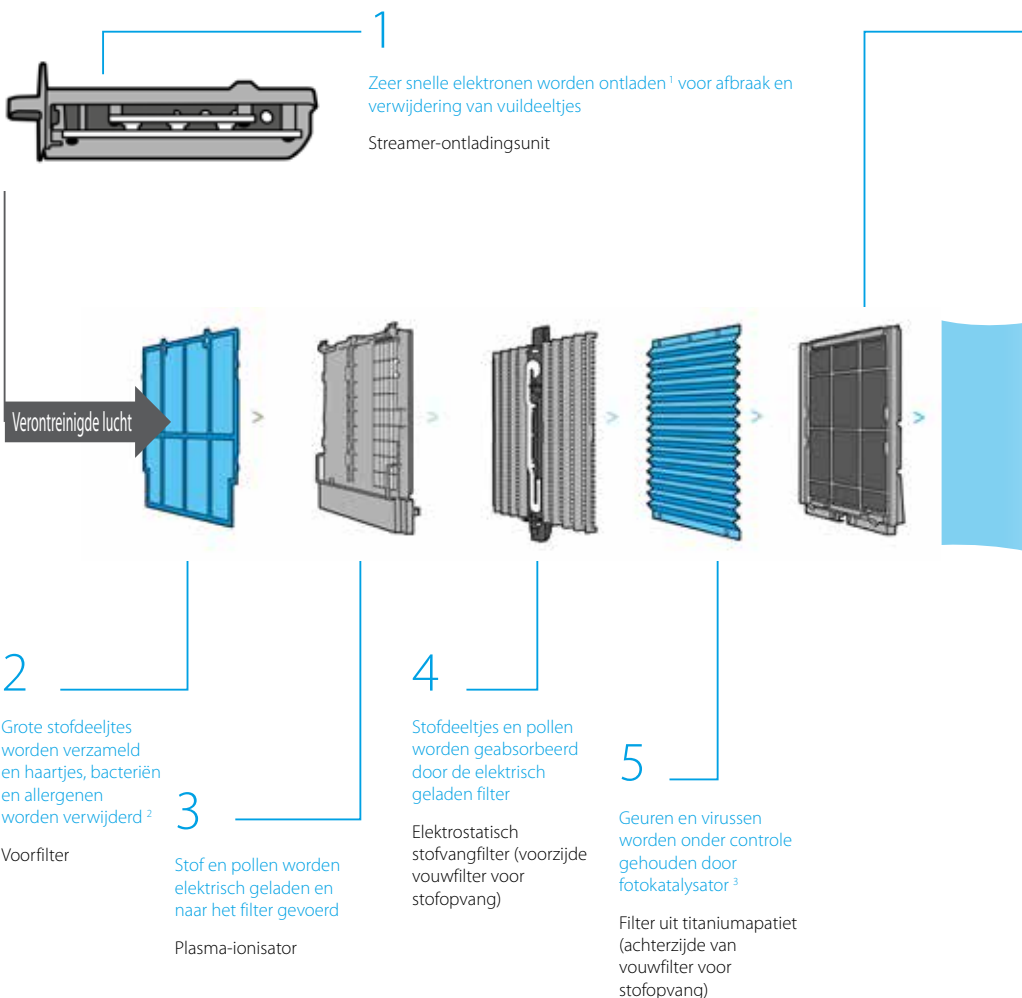 1
Zeer snelle elektronen worden ontladen ¹ voor afbraak en
verwijdering van vuildeeltjes
Streamer-ontladingsunit
Verontreinigde lucht
>
>
>
>
>
2
Grote stofdeeljtes
worden verzameld
en haartjes, bacteriën
en allergenen
worden verwijderd ²
Voorfilter
3
Stof en pollen worden
elektrisch geladen en
naar het filter gevoerd
Plasma-ionisator
4
Stofdeeltjes en pollen
worden geabsorbeerd
door de elektrisch
geladen filter
Elektrostatisch
stofvangfilter (voorzijde
vouwfilter voor
stofopvang)
5
Geuren en virussen
worden onder controle
gehouden door
fotokatalysator ³
Filter uit titaniumapatiet
(achterzijde van
vouwfilter voor
stofopvang)